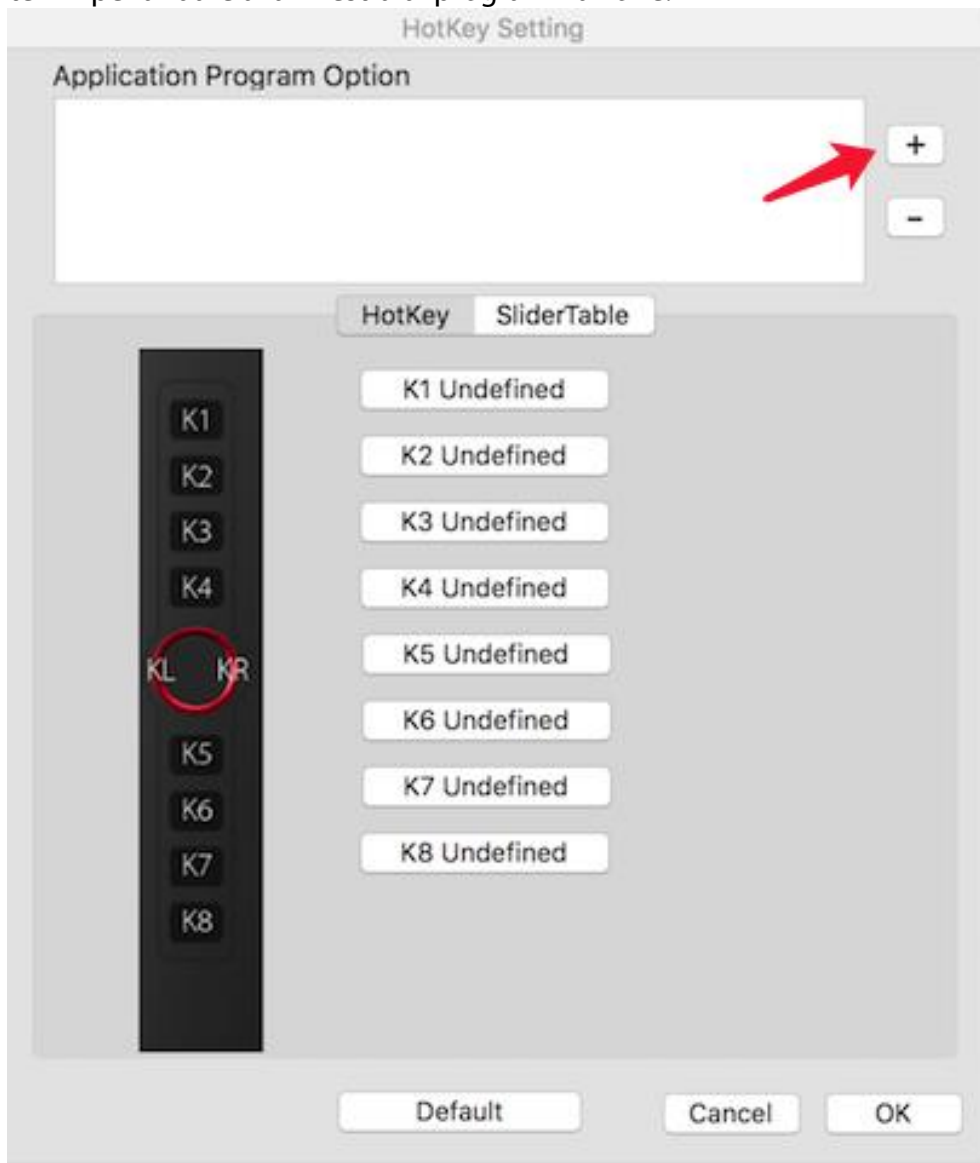 HotKey Setting
Application Program Option
+
-
HotKey SliderTable
K1
K2
K3
K4
KL KR
K5
K6
K7
K8
K1 Undefined
K2 Undefined
K3 Undefined
K4 Undefined
K5 Undefined
K6 Undefined
K7 Undefined
K8 Undefined
Default Cancel OK